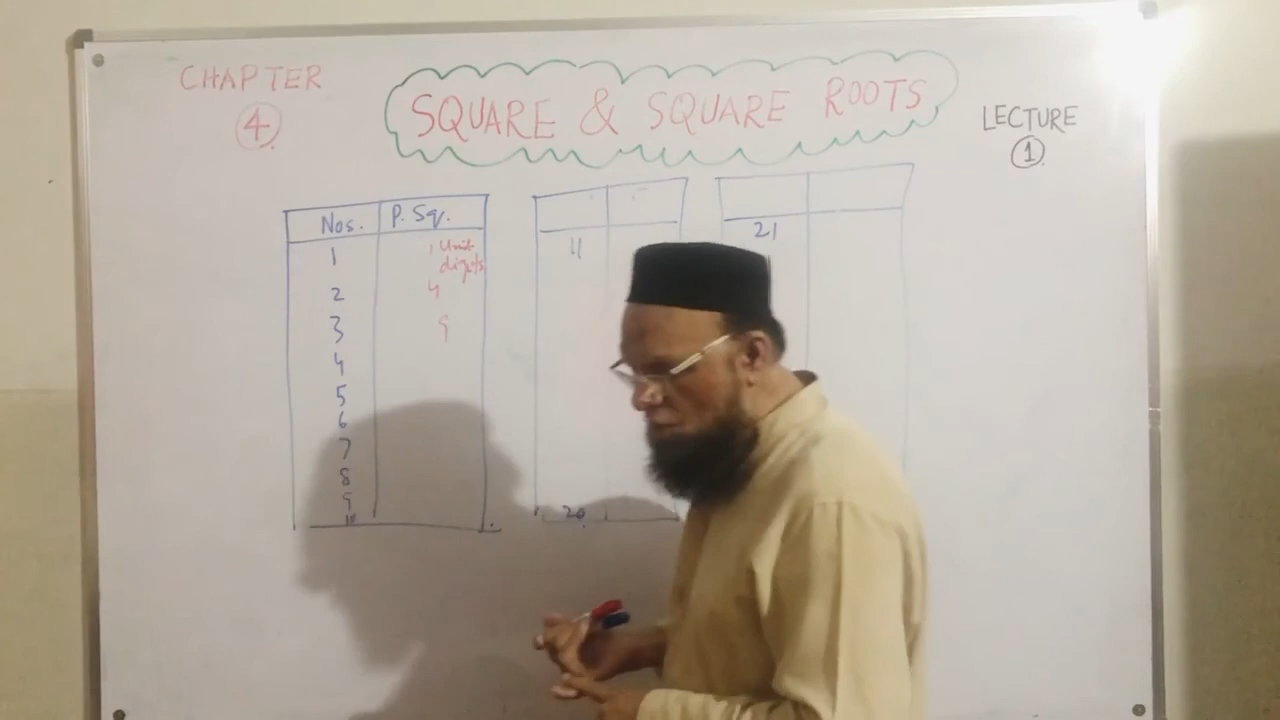 CHAPTER
4
SQUARE & SQUARE ROOTS
LECTURE
1
Nos. P. Sq.
1 1 Unit
digits
2 4
3 9
4
5
6
7
8
9
10
11
20
21